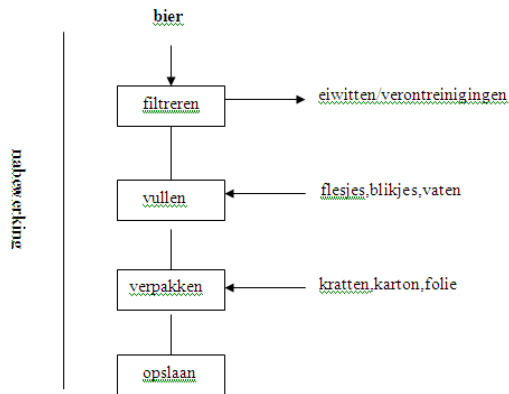 bier
filtreren
eiwitten/verontreinigingen
nabewerking
vullen
flesjes,blikjes,vaten
verpakken
kratten,karton,folie
opslaan